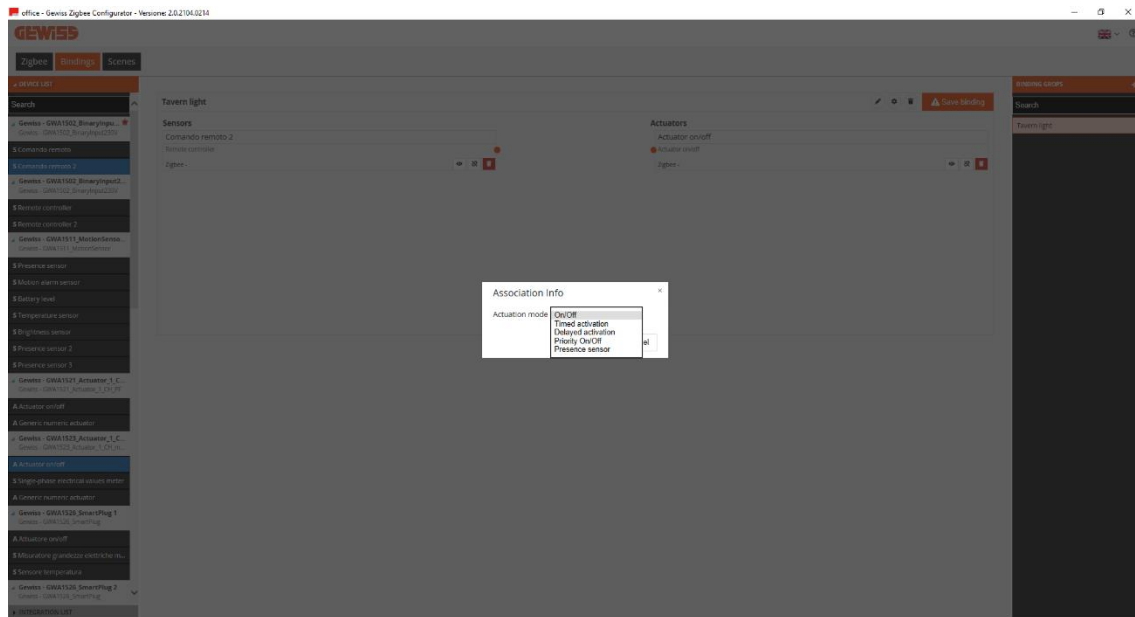 office - Gewiss Zigbee Configurator - Versione: 2.0.2104.0214
GEWISS
Zigbee Bindings Scenes
DEVICE LIST
Search
Gewiss - GWA1502_BinaryInpu...
Gewiss - GWA1502_BinaryInput230V
S Comando remoto
S Comando remoto 2
Gewiss - GWA1502_BinaryInput2...
Gewiss - GWA1502_BinaryInput230V
S Remote controller
S Remote controller 2
Gewiss - GWA1511_MotionSenso...
Gewiss - GWA1511_MotionSensor
S Presence sensor
S Motion alarm sensor
S Battery level
S Temperature sensor
S Brightness sensor
S Presence sensor 2
S Presence sensor 3
Gewiss - GWA1521_Actuator_1_C...
Gewiss - GWA1521_Actuator_1_CH_PF
A Actuator on/off
A Generic numeric actuator
Gewiss - GWA1523_Actuator_1_C...
Gewiss - GWA1523_Actuator_1_CH_
A Actuator on/off
S Single-phase electrical values meter
A Generic numeric actuator
Gewiss - GWA1526_SmartPlug 1
Gewiss - GWA1526_SmartPlug
A Attuatore on/off
S Misuratore grandezze elettriche m...
S Sensore temperatura
Gewiss - GWA1526_SmartPlug 2
Gewiss - GWA1526_SmartPlug
INTEGRATION LIST
Tavern light
Save binding
Sensors
Comando remoto 2
Remote controller
Zigbee -
Actuators
Actuator on/off
Actuator on/off
Zigbee -
Association Info
Actuation mode
On/Off
Timed activation
Delayed activation
Priority On/Off
Presence sensor
el
BINDING GROUPS
Search
Tavern light